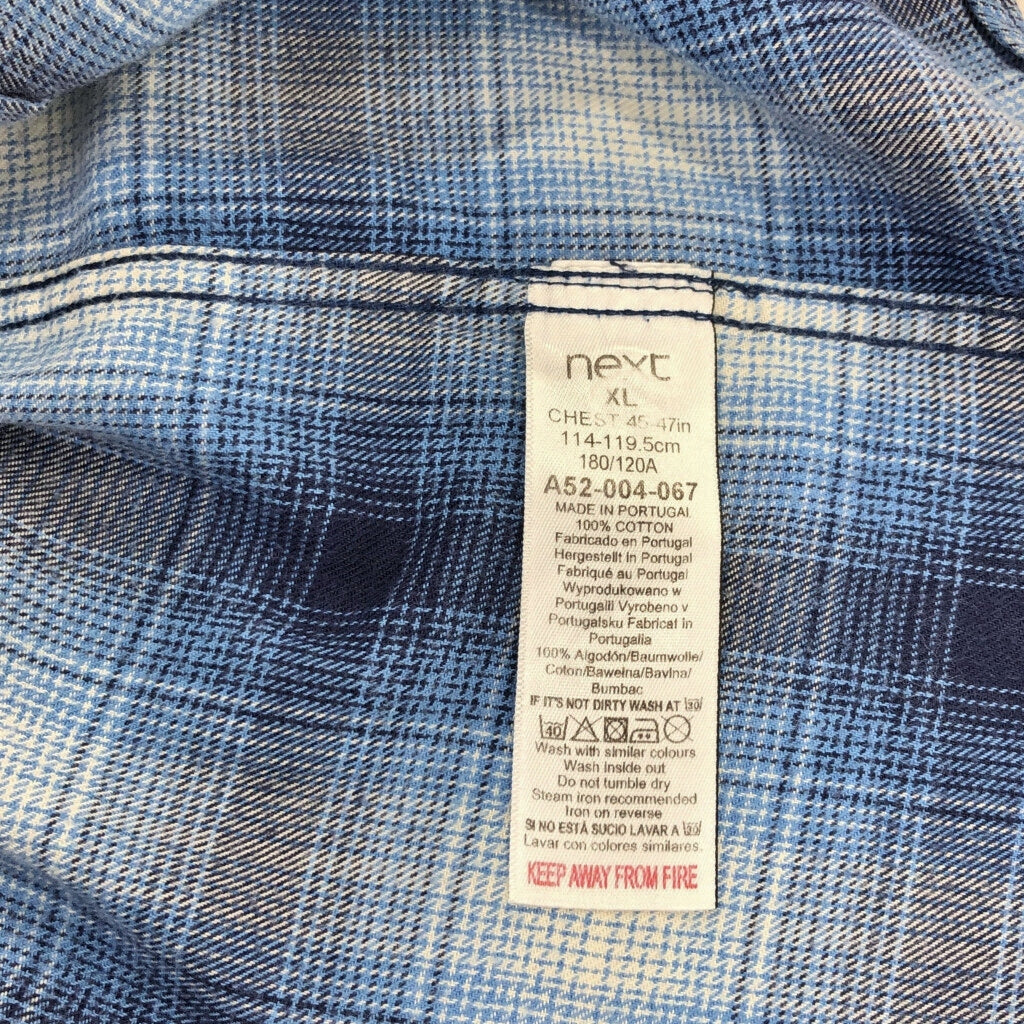 next
XL
CHEST 45-47in
114-119.5cm
180/120A
A52-004-067
MADE IN PORTUGAL
100% COTTON
Fabricado en Portugal
Hergestellt in Portugal
Fabriqué au Portugal
Wyprodukowano w
Portugalii Vyrobeno v
Portugalsku Fabricat in
Portugalia
100% Algodón/Baumwolle/
Coton/Bawełna/Bavlna/
Bumbac
IF IT'S NOT DIRTY WASH AT 30
40
Wash with similar colours
Wash inside out
Do not tumble dry
Steam iron recommended
Iron on reverse
SI NO ESTÁ SUCIO LAVAR A 30
Lavar con colores similares.
KEEP AWAY FROM FIRE